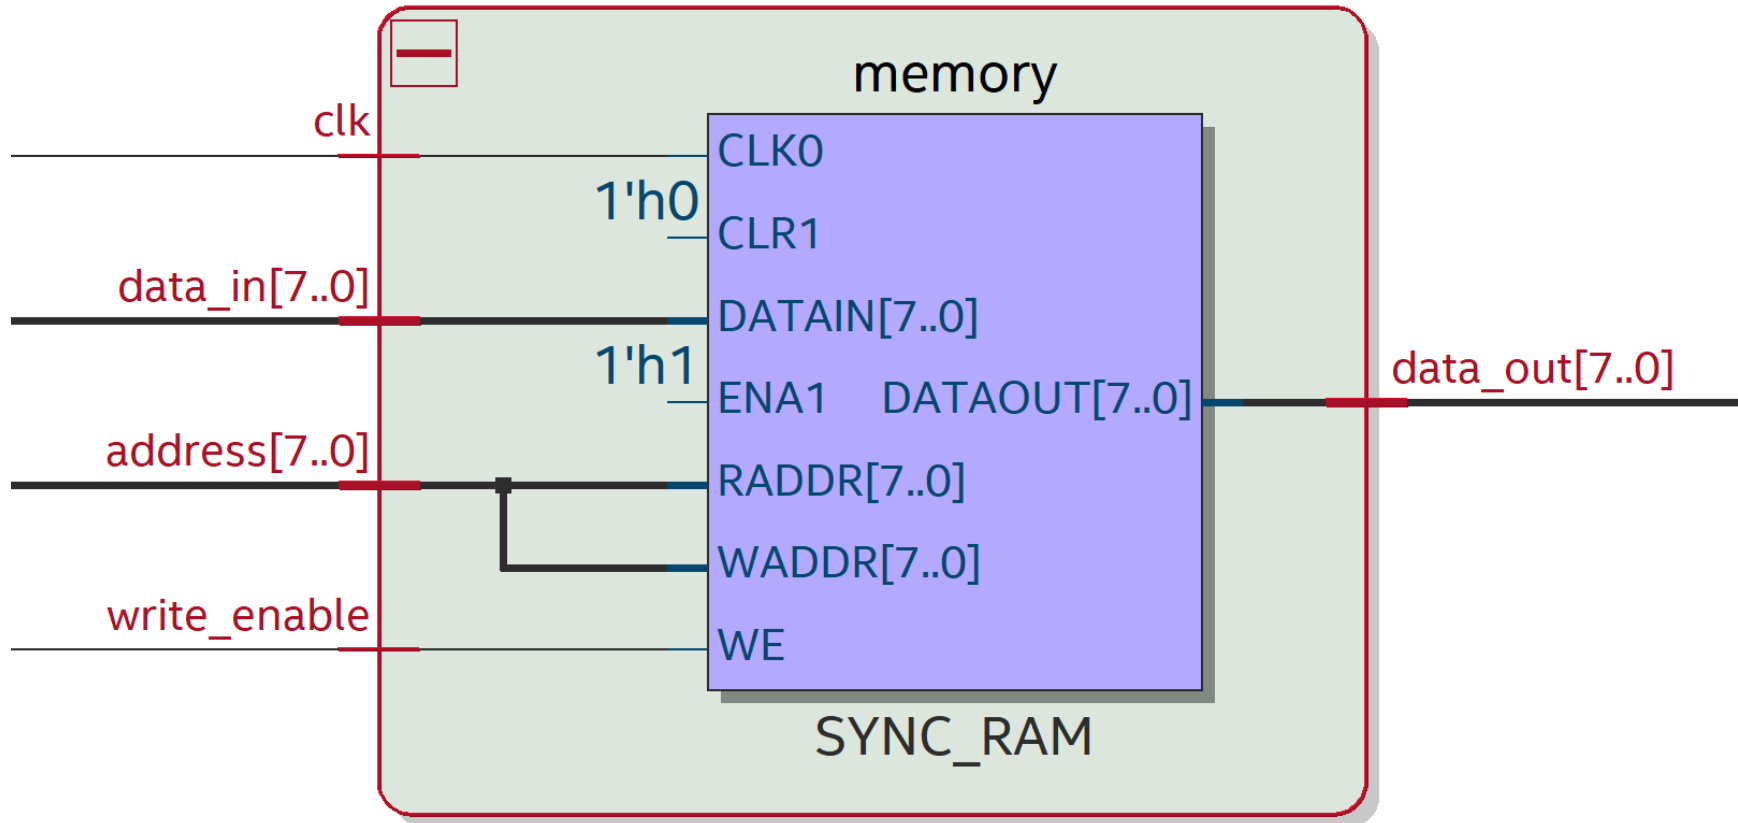 memory
clk
CLK0
1'h0
CLR1
data_in[7..0]
DATAIN[7..0]
1'h1
ENA1
DATAOUT[7..0]
data_out[7..0]
address[7..0]
RADDR[7..0]
WADDR[7..0]
write_enable
WE
SYNC_RAM